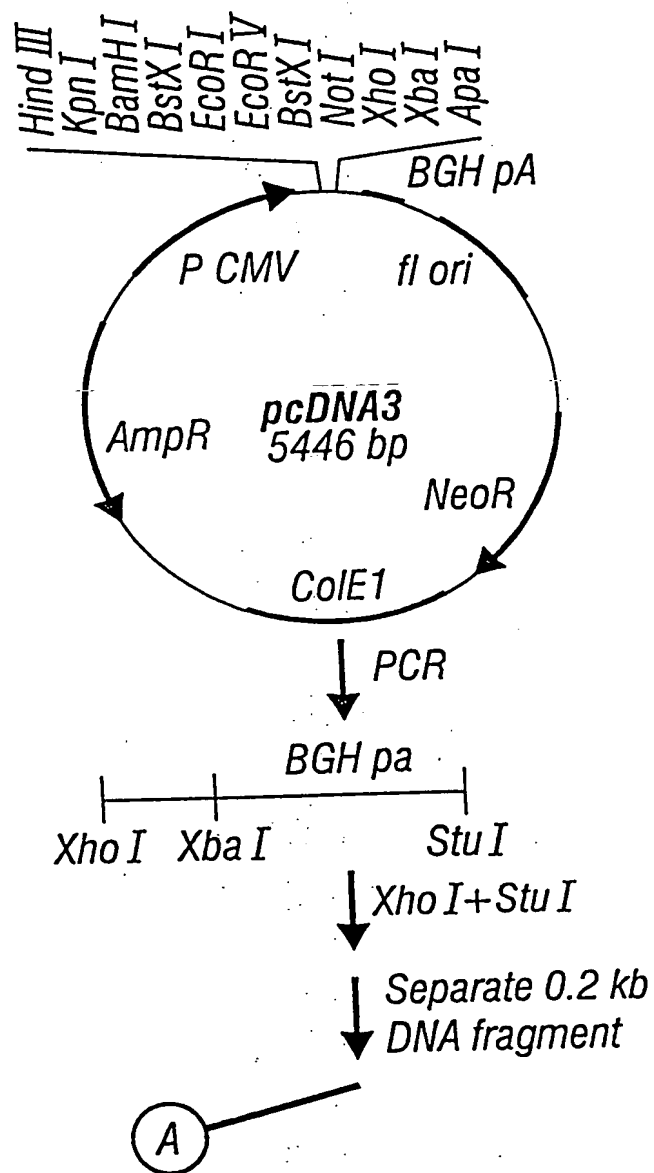 Hind III
Kpn I
BamH I
BstX I
EcoR I
EcoR V
BstX I
Not I
Xho I
Xba I
Apa I
BGH pA
P CMV
fl ori
pcDNA3
5446 bp
AmpR
NeoR
ColE1
PCR
BGH pa
Xho I
Xba I
Stu I
Xho I+Stu I
Separate 0.2 kb
DNA fragment
A